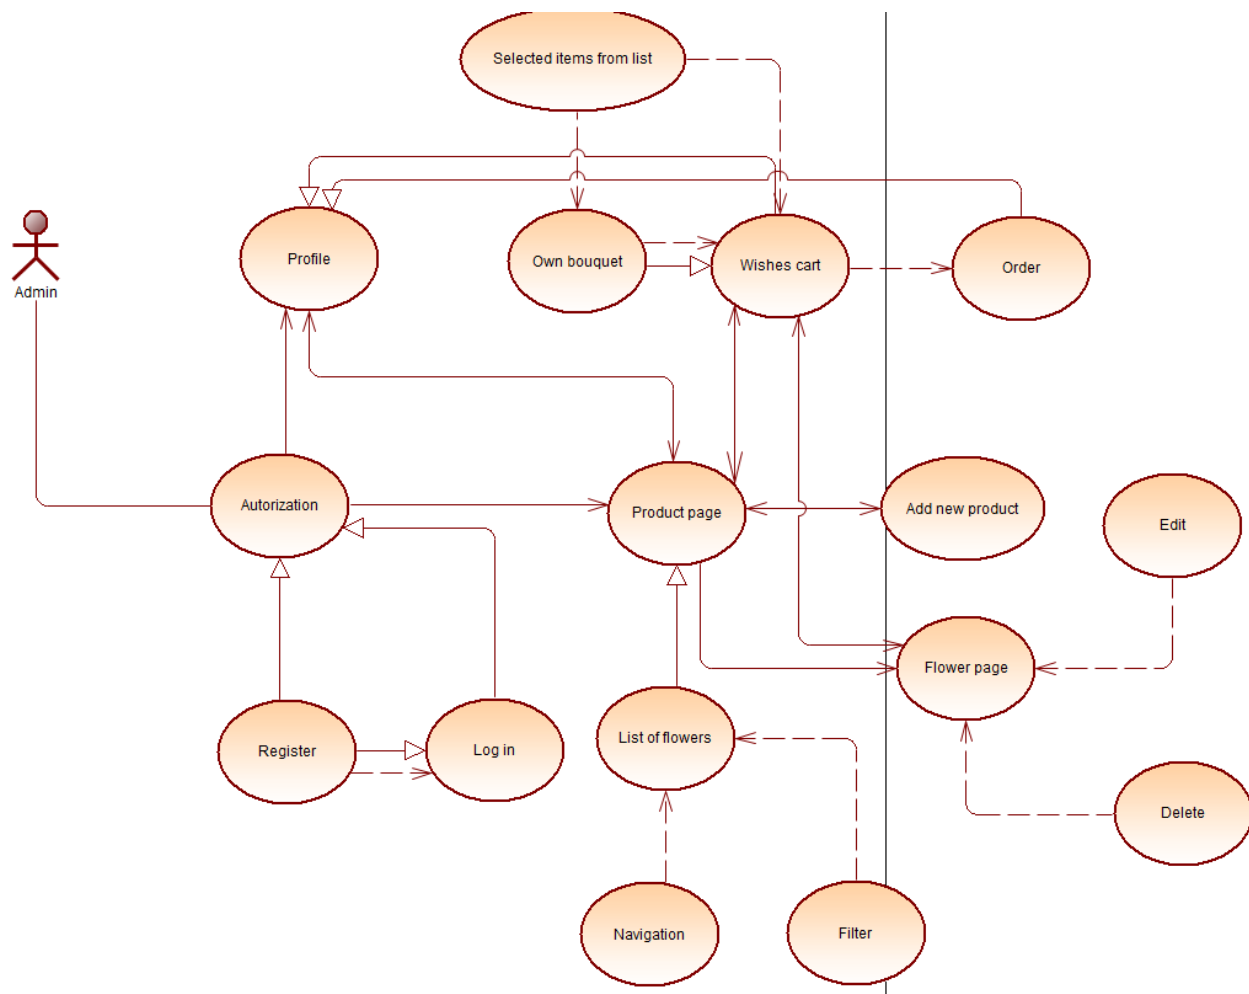 Selected items from list
Profile
Own bouquet
Wishes cart
Order
Admin
Autorization
Product page
Add new product
Edit
Flower page
Register
Log in
List of flowers
Delete
Navigation
Filter